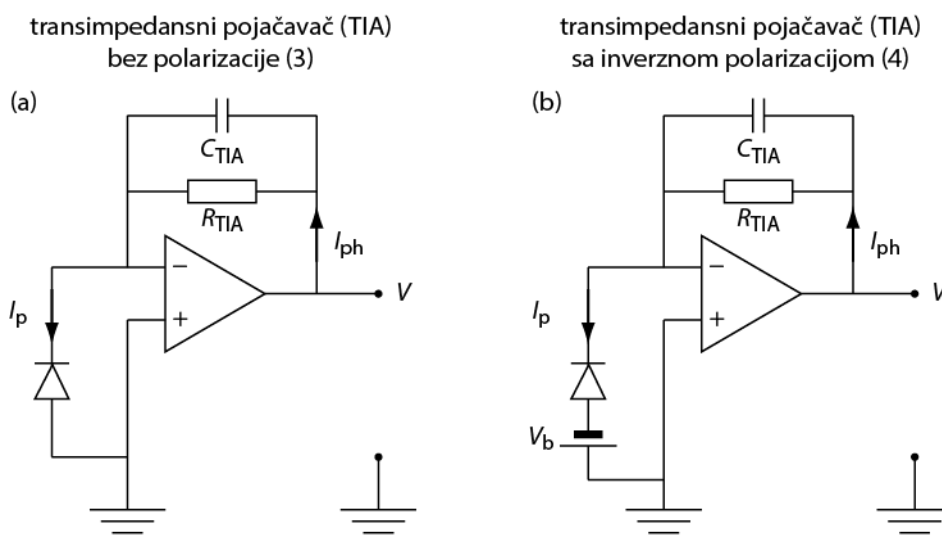 transimpedansni pojačavač (TIA)
bez polarizacije (3)
(a)
CTIA
RTIA
Iph
−
+
Ip
V
transimpedansni pojačavač (TIA)
sa inverznom polarizacijom (4)
(b)
CTIA
RTIA
Iph
−
+
Ip
V
Vb